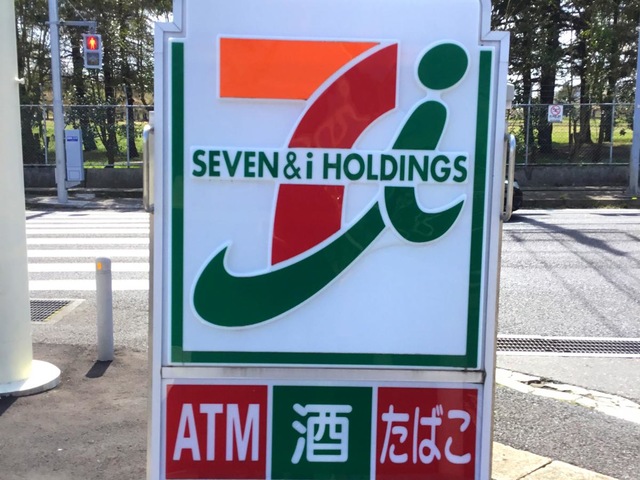 SEVEN & i HOLDINGS
ATM 酒 たばこ